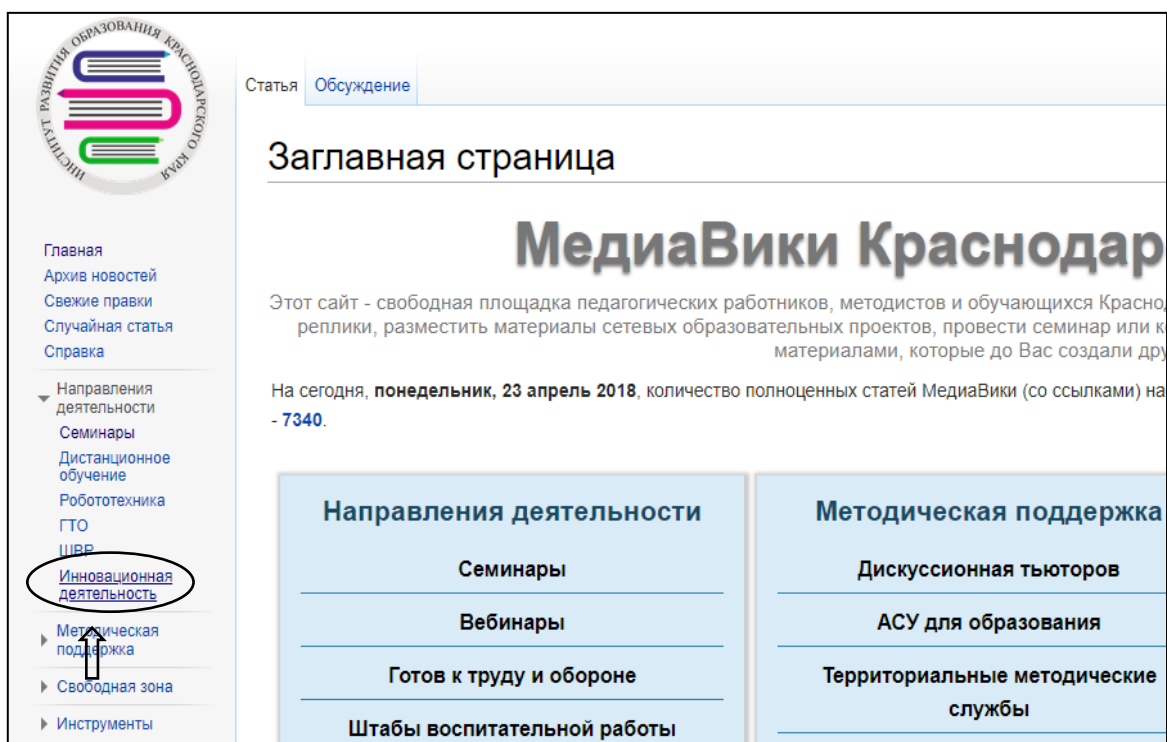 ИНСТИТУТ РАЗВИТИЯ ОБРАЗОВАНИЯ КРАСНОДАРСКОГО КРАЯ
Статья Обсуждение
Заглавная страница
Главная
Архив новостей
Свежие правки
Случайная статья
Справка
Направления
деятельности
Семинары
Дистанционное
обучение
Робототехника
ГТО
ШВР
Инновационная
деятельность
Методическая
поддержка
Свободная зона
Инструменты
МедиаВики Краснодар
Этот сайт - свободная площадка педагогических работников, методистов и обучающихся Красно
реплики, разместить материалы сетевых образовательных проектов, провести семинар или к
материалами, которые до Вас создали дру
На сегодня, понедельник, 23 апрель 2018, количество полноценных статей МедиаВики (со ссылками) на
- 7340.
Направления деятельности
Семинары
Вебинары
Готов к труду и обороне
Штабы воспитательной работы
Методическая поддержка
Дискуссионная тьюторов
АСУ для образования
Территориальные методические
службы